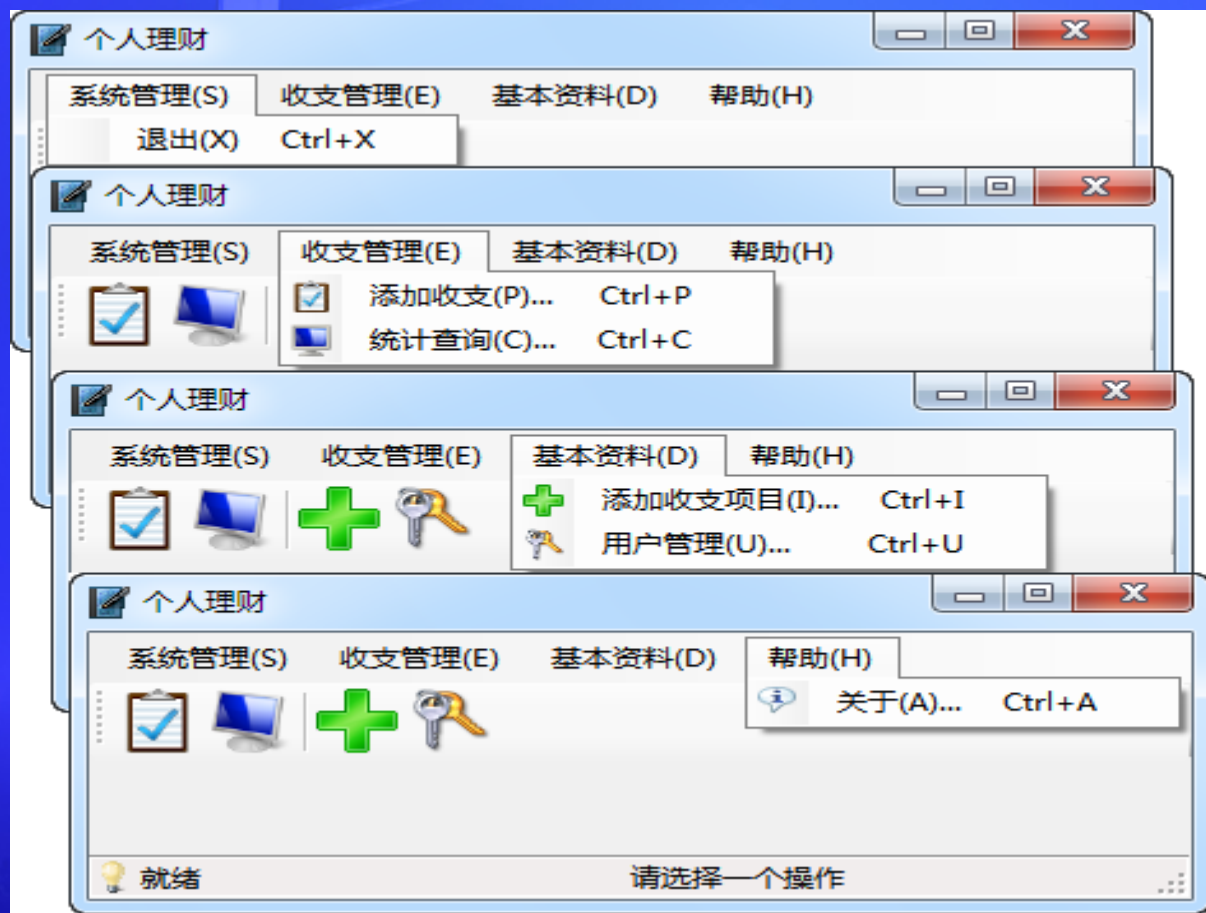 个人理财
系统管理(S) 收支管理(E) 基本资料(D) 帮助(H)
退出(X) Ctrl+X
个人理财
系统管理(S) 收支管理(E) 基本资料(D) 帮助(H)
添加收支(P)... Ctrl+P
统计查询(C)... Ctrl+C
个人理财
系统管理(S) 收支管理(E) 基本资料(D) 帮助(H)
添加收支项目(I)... Ctrl+I
用户管理(U)... Ctrl+U
个人理财
系统管理(S) 收支管理(E) 基本资料(D) 帮助(H)
关于(A)... Ctrl+A
就绪 请选择一个操作